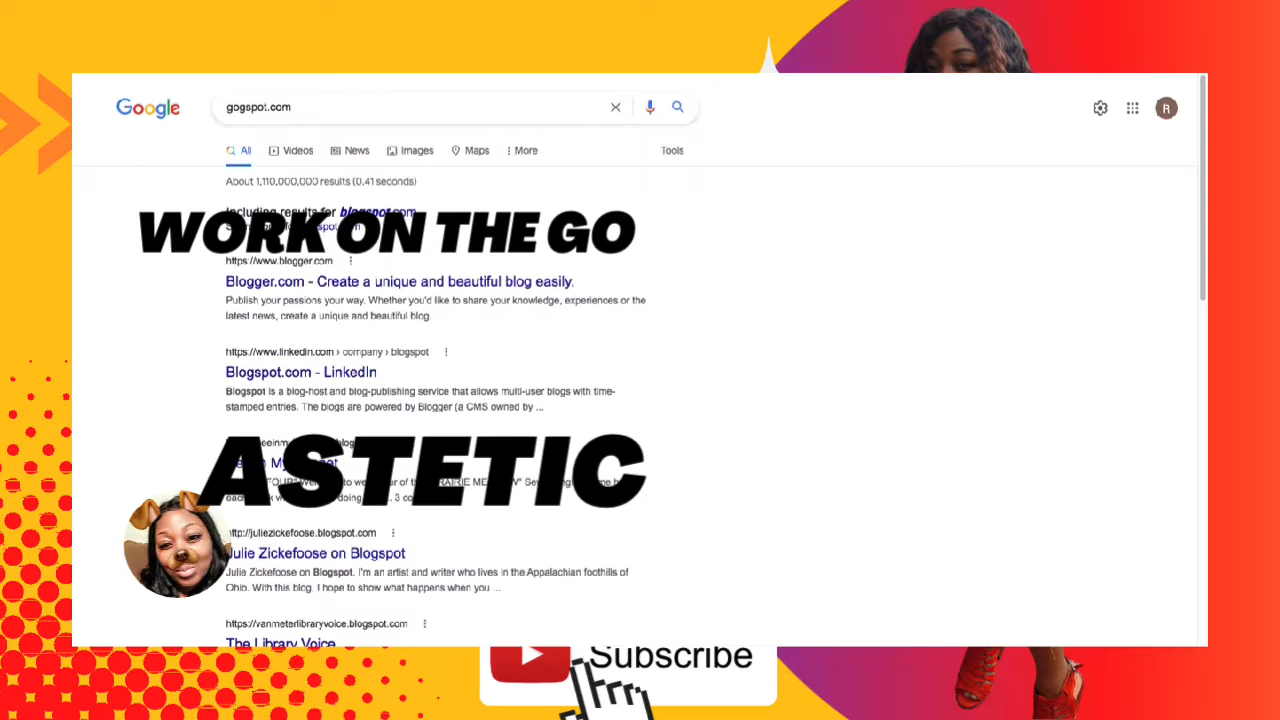 Google
gogspot.com
All
Videos
News
Images
Maps
More
Tools
R
About 1,110,000,000 results (0.41 seconds)
Including results for blogspot.com
WORK ON THE GO
https://www.blogger.com
Blogger.com - Create a unique and beautiful blog easily.
Publish your passions your way. Whether you'd like to share your knowledge, experiences or the
latest news, create a unique and beautiful blog.
https://www.linkedin.com › company › blogspot
Blogspot.com - LinkedIn
Blogspot is a blog-host and blog-publishing service that allows multi-user blogs with time-
stamped entries. The blogs are powered by Blogger (a CMS owned by ...
ASTETIC
http://juliezickefoose.blogspot.com
Julie Zickefoose on Blogspot
Julie Zickefoose on Blogspot. I'm an artist and writer who lives in the Appalachian foothills of
Ohio. With this blog, I hope to show what happens when you ...
https://vanmeterlibraryvoice.blogspot.com
The Library Voice
Subscribe